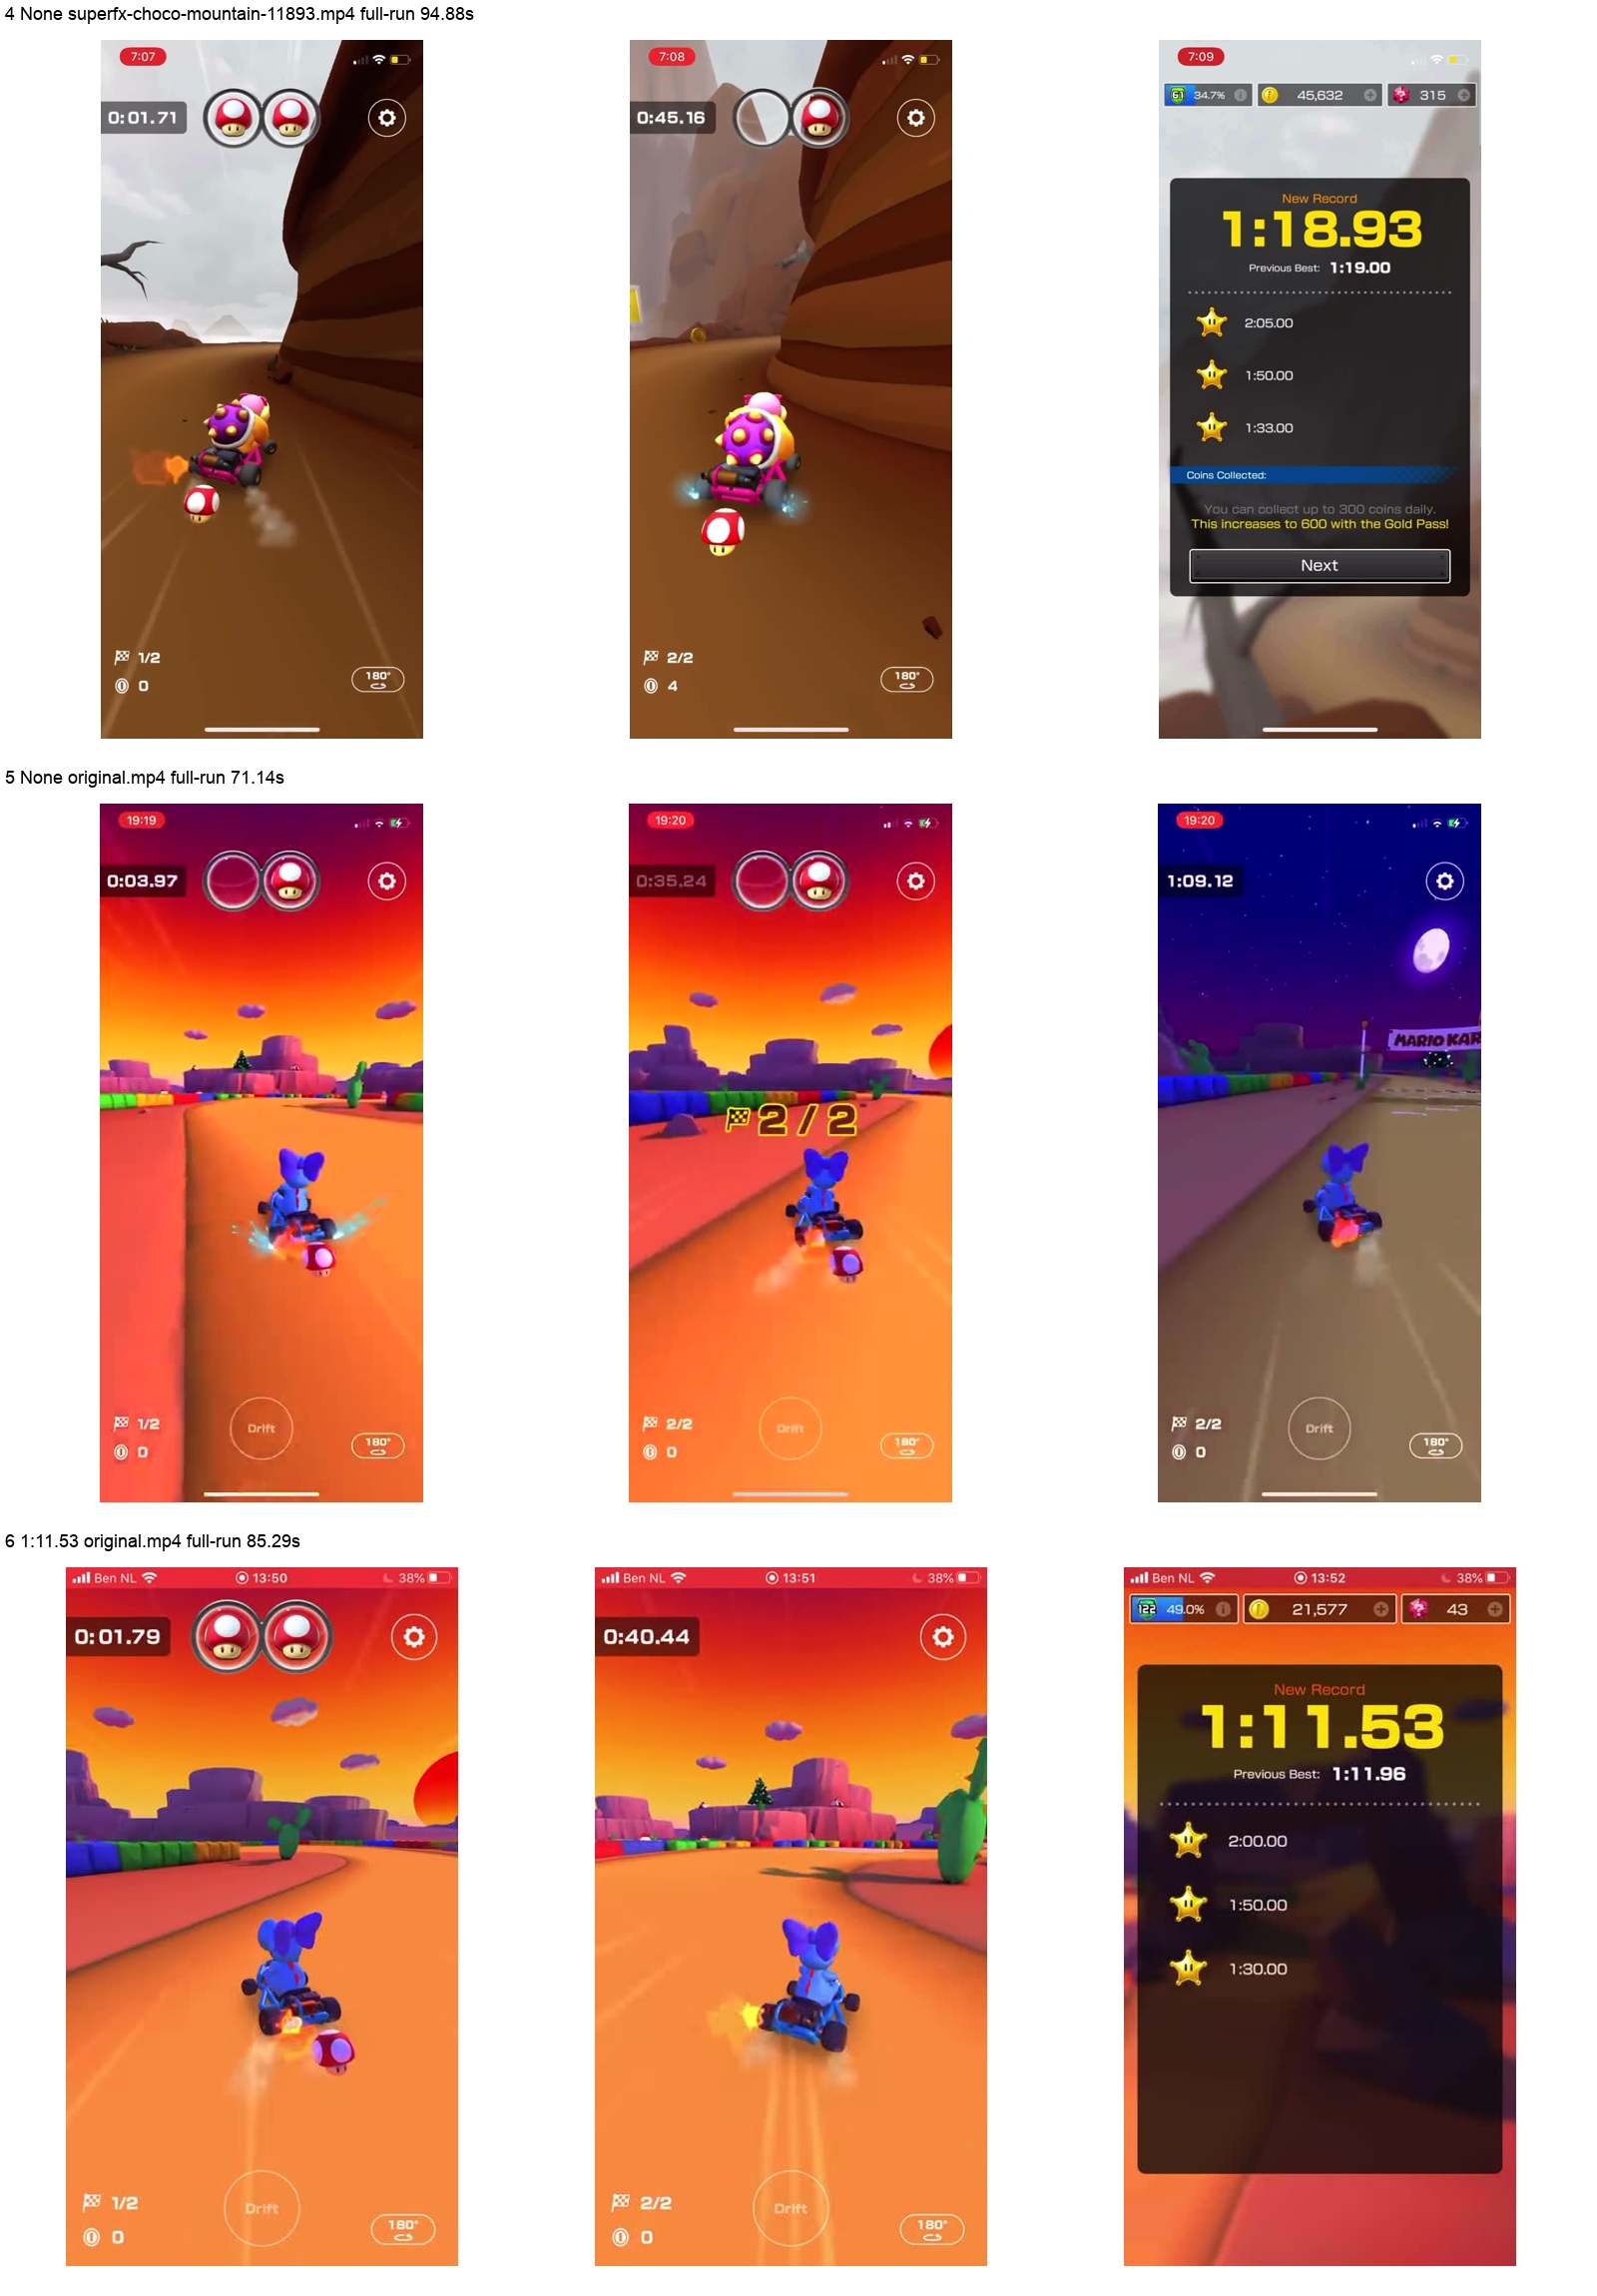 4 None superfx-choco-mountain-11893.mp4 full-run 94.88s
7:07
0:01.71
1/2
0
180°
7:08
0:45.16
2/2
4
180°
7:09
61 34.7% 45,632 315
New Record
1:18.93
Previous Best: 1:19.00
2:05.00
1:50.00
1:33.00
Coins Collected:
You can collect up to 300 coins daily.
This increases to 600 with the Gold Pass!
Next
5 None original.mp4 full-run 71.14s
19:19
0:03.97
Drift
1/2
0
180°
19:20
0:35.24
2/2
Drift
2/2
0
180°
19:20
1:09.12
MARIO KAR
Drift
2/2
0
180°
6 1:11.53 original.mp4 full-run 85.29s
Ben NL 13:50 38%
0:01.79
Drift
1/2
0
180°
Ben NL 13:51 38%
0:40.44
Drift
2/2
0
180°
Ben NL 13:52 38%
122 49.0% 21,577 43
New Record
1:11.53
Previous Best: 1:11.96
2:00.00
1:50.00
1:30.00